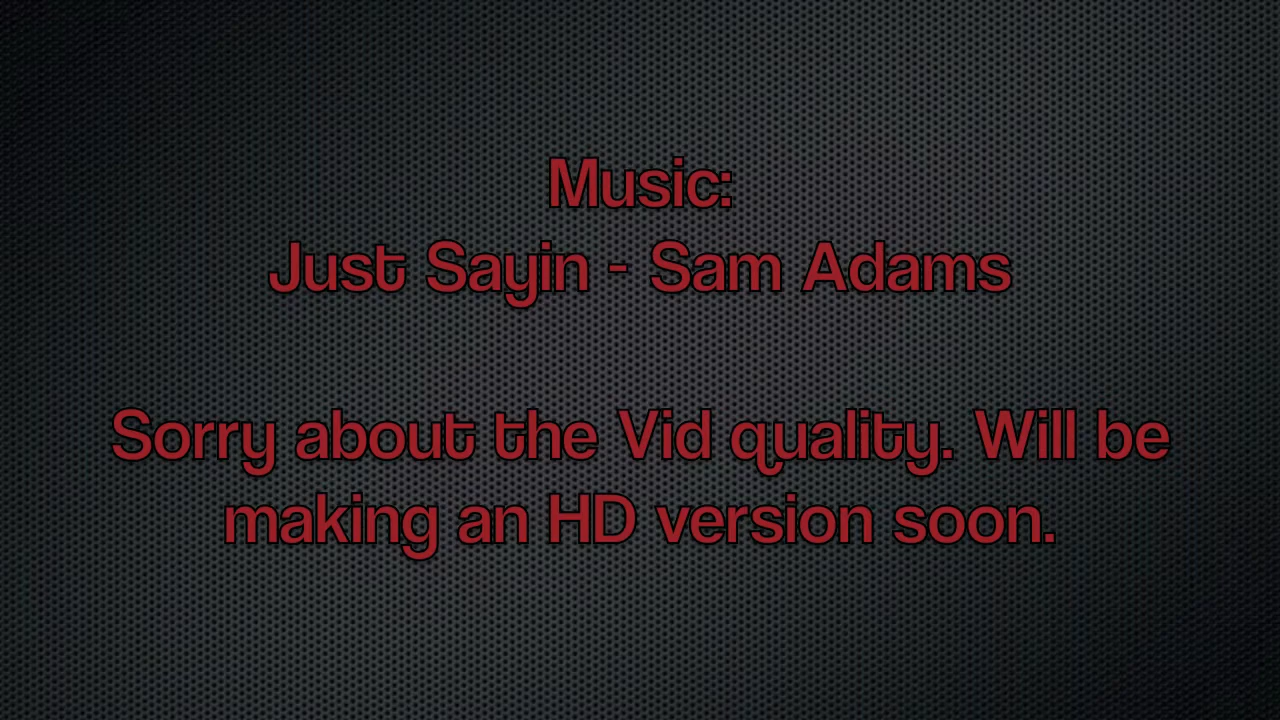 Music:
Just Sayin - Sam Adams
Sorry about the Vid quality. Will be
making an HD version soon.